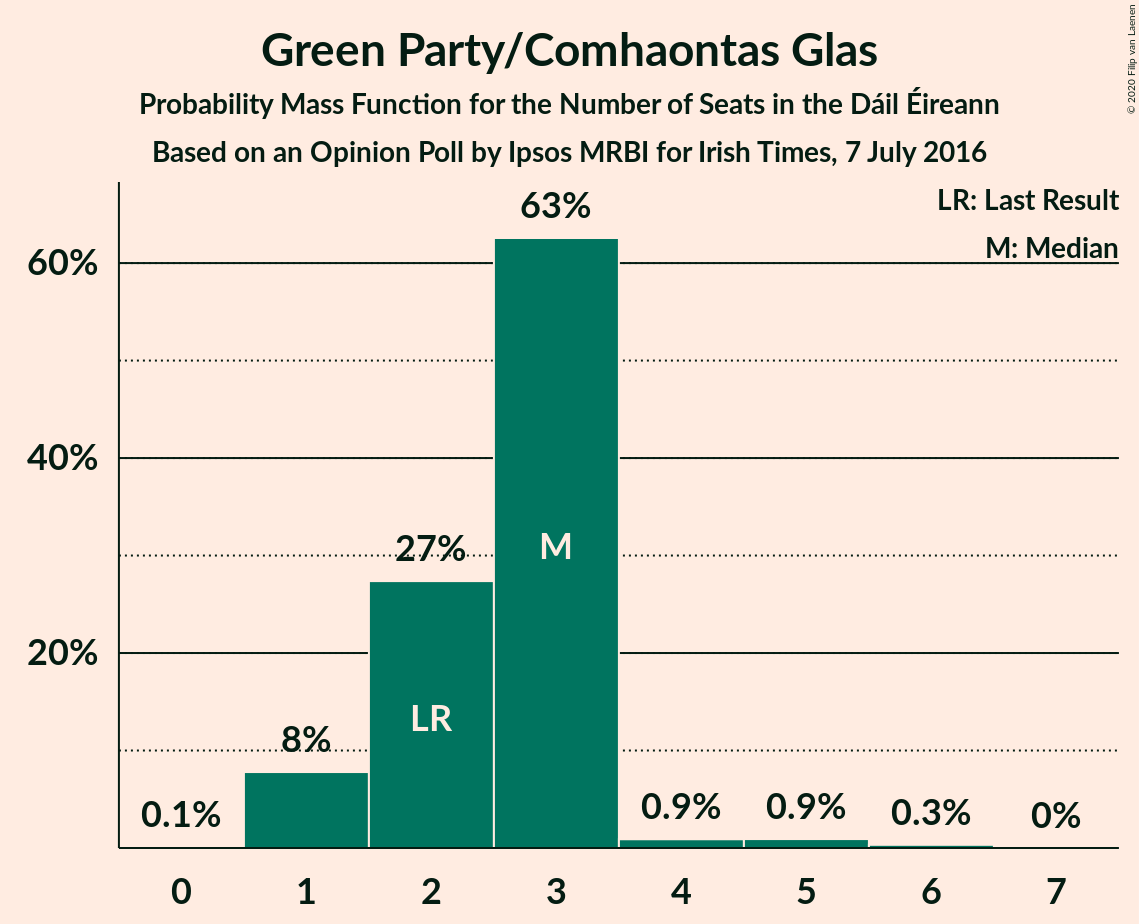 Green Party/Comhaontas Glas
Probability Mass Function for the Number of Seats in the Dáil Éireann
Based on an Opinion Poll by Ipsos MRBI for Irish Times, 7 July 2016
© 2020 Filip van Laenen
LR: Last Result
M: Median
60%
40%
20%
0.1%
8%
27%
63%
0.9%
0.9%
0.3%
0%
LR
M
0 1 2 3 4 5 6 7